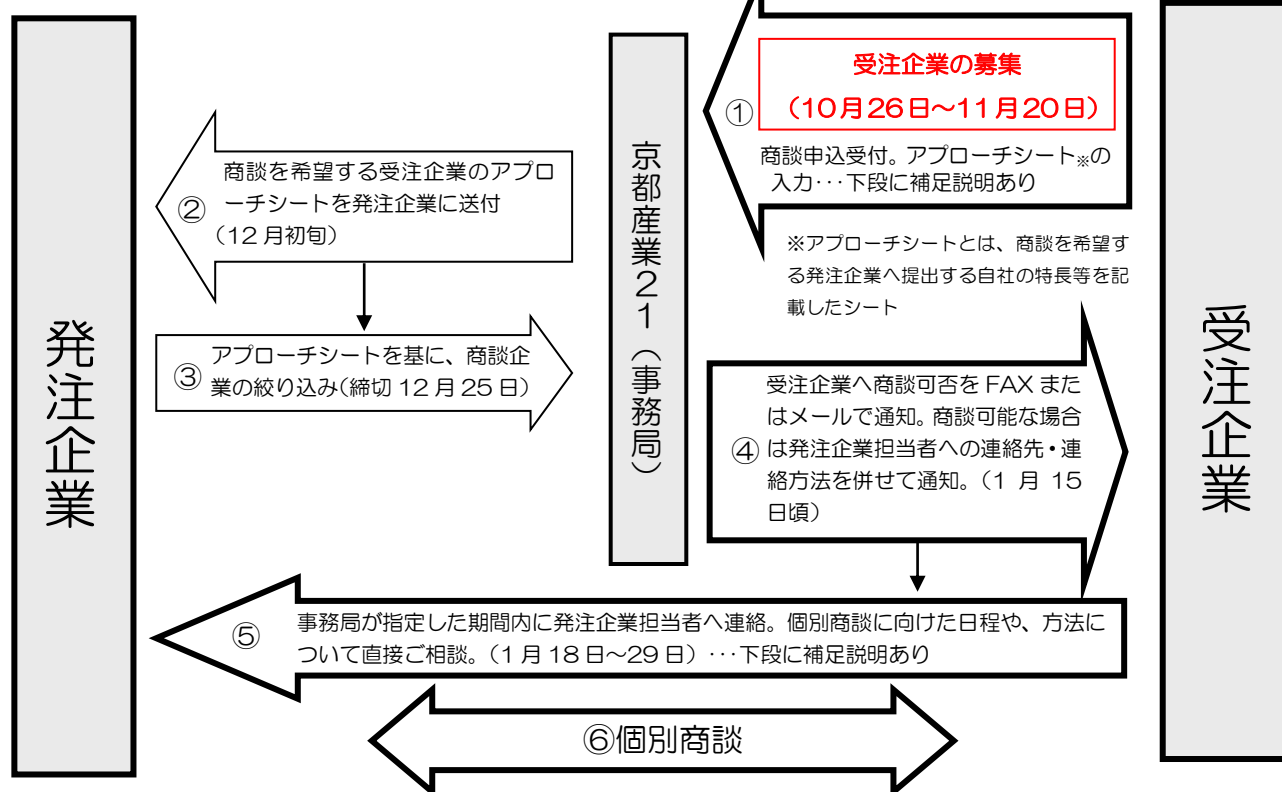 発注企業
京都産業21（事務局）
受注企業
①
受注企業の募集
（10月26日～11月20日）
商談申込受付。アプローチシート※の
入力･･･下段に補足説明あり
※アプローチシートとは、商談を希望す
る発注企業へ提出する自社の特長等を記
載したシート
②
商談を希望する受注企業のアプロ
ーチシートを発注企業に送付
（12月初旬）
③
アプローチシートを基に、商談企
業の絞り込み（締切 12月25日）
④
受注企業へ商談可否を FAX また
はメールで通知。商談可能な場合
は発注企業担当者への連絡先・連
絡方法を併せて通知。（1 月 15
日頃）
⑤
事務局が指定した期間内に発注企業担当者へ連絡。個別商談に向けた日程や、方法に
ついて直接ご相談。（1月18日～29日）･･･下段に補足説明あり
⑥個別商談